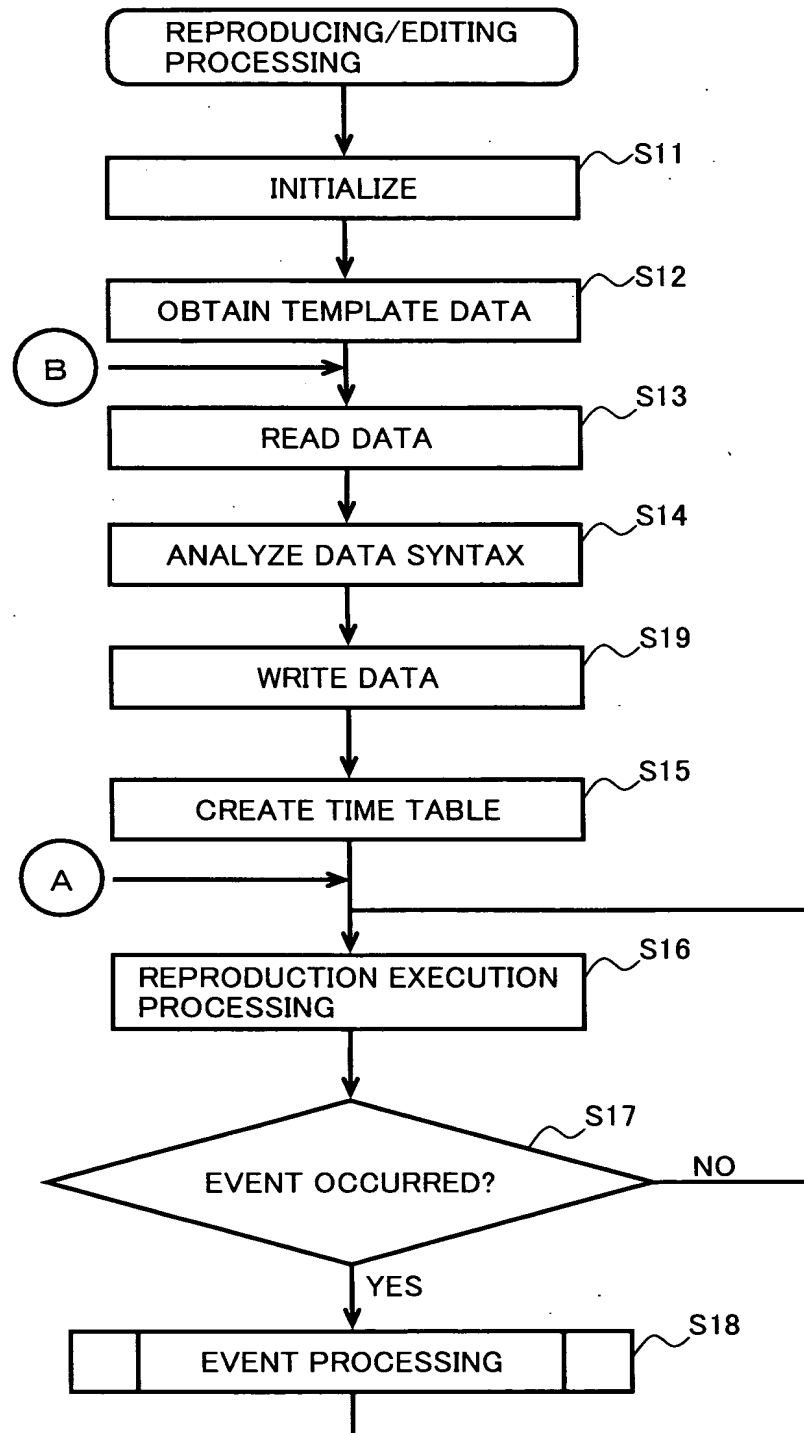 REPRODUCING/EDITING
PROCESSING
S11
INITIALIZE
S12
OBTAIN TEMPLATE DATA
B
S13
READ DATA
S14
ANALYZE DATA SYNTAX
S19
WRITE DATA
S15
CREATE TIME TABLE
A
S16
REPRODUCTION EXECUTION
PROCESSING
S17
EVENT OCCURRED?
NO
YES
S18
EVENT PROCESSING